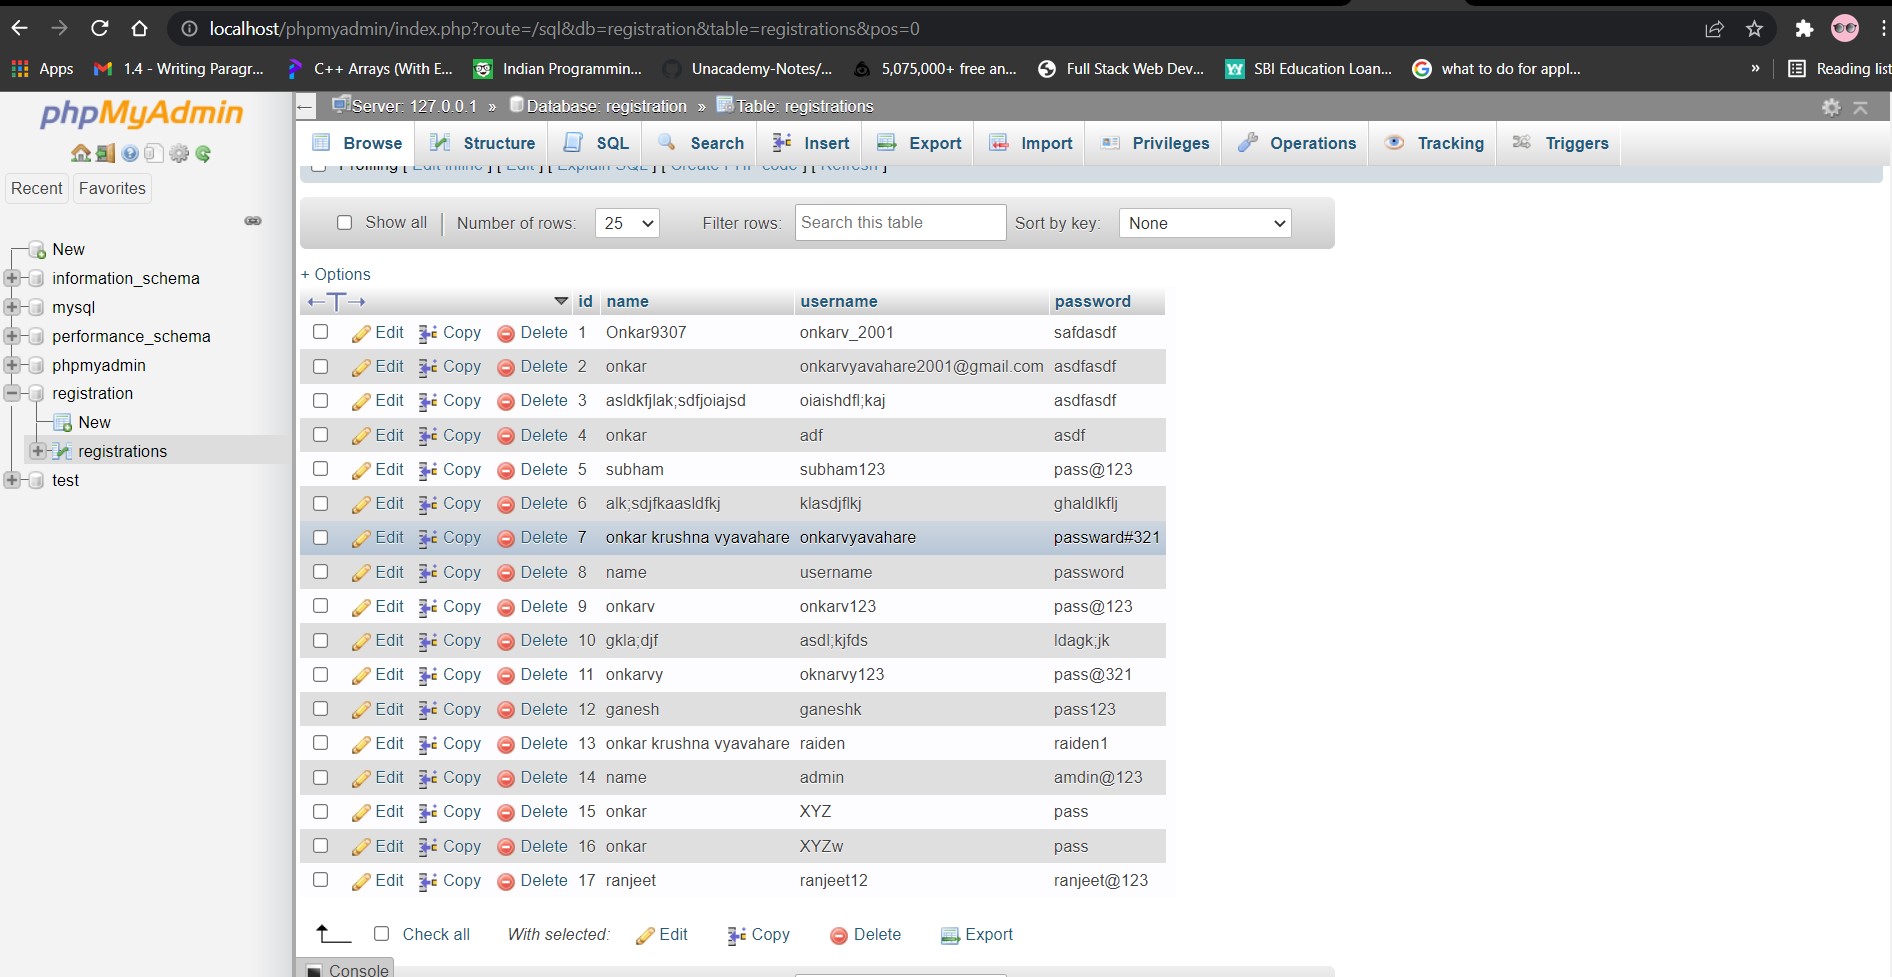 localhost/phpmyadmin/index.php?route=/sql&db=registration&table=registrations&pos=0
Apps 1.4 - Writing Paragr... C++ Arrays (With E... Indian Programmin... Unacademy-Notes/... 5,075,000+ free an... Full Stack Web Dev... SBI Education Loan... what to do for appl... » Reading list
phpMyAdmin
Recent Favorites
New
information_schema
mysql
performance_schema
phpmyadmin
registration
New
registrations
test
Server: 127.0.0.1 » Database: registration » Table: registrations
Browse Structure SQL Search Insert Export Import Privileges Operations Tracking Triggers
Profiling [ Edit inline ] [ Edit ] [ Explain SQL ] [ Create PHP code ] [ Refresh ]
Show all Number of rows: 25 Filter rows: Search this table Sort by key: None
+ Options
←T→ id name username password
Edit Copy Delete 1 Onkar9307 onkarv_2001 safdasdf
Edit Copy Delete 2 onkar onkarvyavahare2001@gmail.com asdfasdf
Edit Copy Delete 3 asldkfjlak;sdfjoiajsd oiaishdfl;kaj asdfasdf
Edit Copy Delete 4 onkar adf asdf
Edit Copy Delete 5 subham subham123 pass@123
Edit Copy Delete 6 alk;sdjfkaasldfkj klasdjflkj ghaldlkflj
Edit Copy Delete 7 onkar krushna vyavahare onkarvyavahare passward#321
Edit Copy Delete 8 name username password
Edit Copy Delete 9 onkarv onkarv123 pass@123
Edit Copy Delete 10 gkla;djf asdl;kjfds ldagk;jk
Edit Copy Delete 11 onkarvy oknarvy123 pass@321
Edit Copy Delete 12 ganesh ganeshk pass123
Edit Copy Delete 13 onkar krushna vyavahare raiden raiden1
Edit Copy Delete 14 name admin amdin@123
Edit Copy Delete 15 onkar XYZ pass
Edit Copy Delete 16 onkar XYZw pass
Edit Copy Delete 17 ranjeet ranjeet12 ranjeet@123
Check all With selected: Edit Copy Delete Export
Console